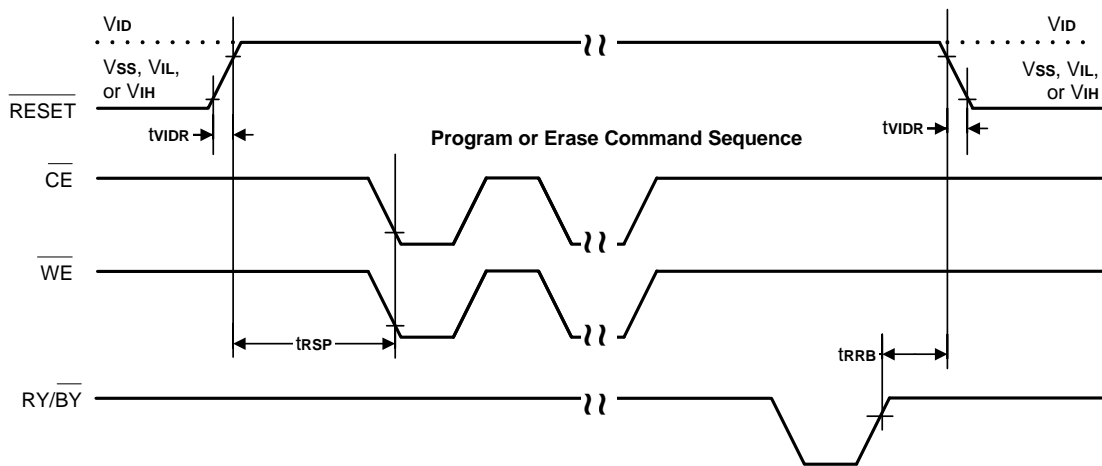 VID
VID
VSS, VIL,
or VIH
VSS, VIL,
or VIH
RESET
tVIDR
tVIDR
Program or Erase Command Sequence
CE
WE
tRSP
tRRB
RY/BY